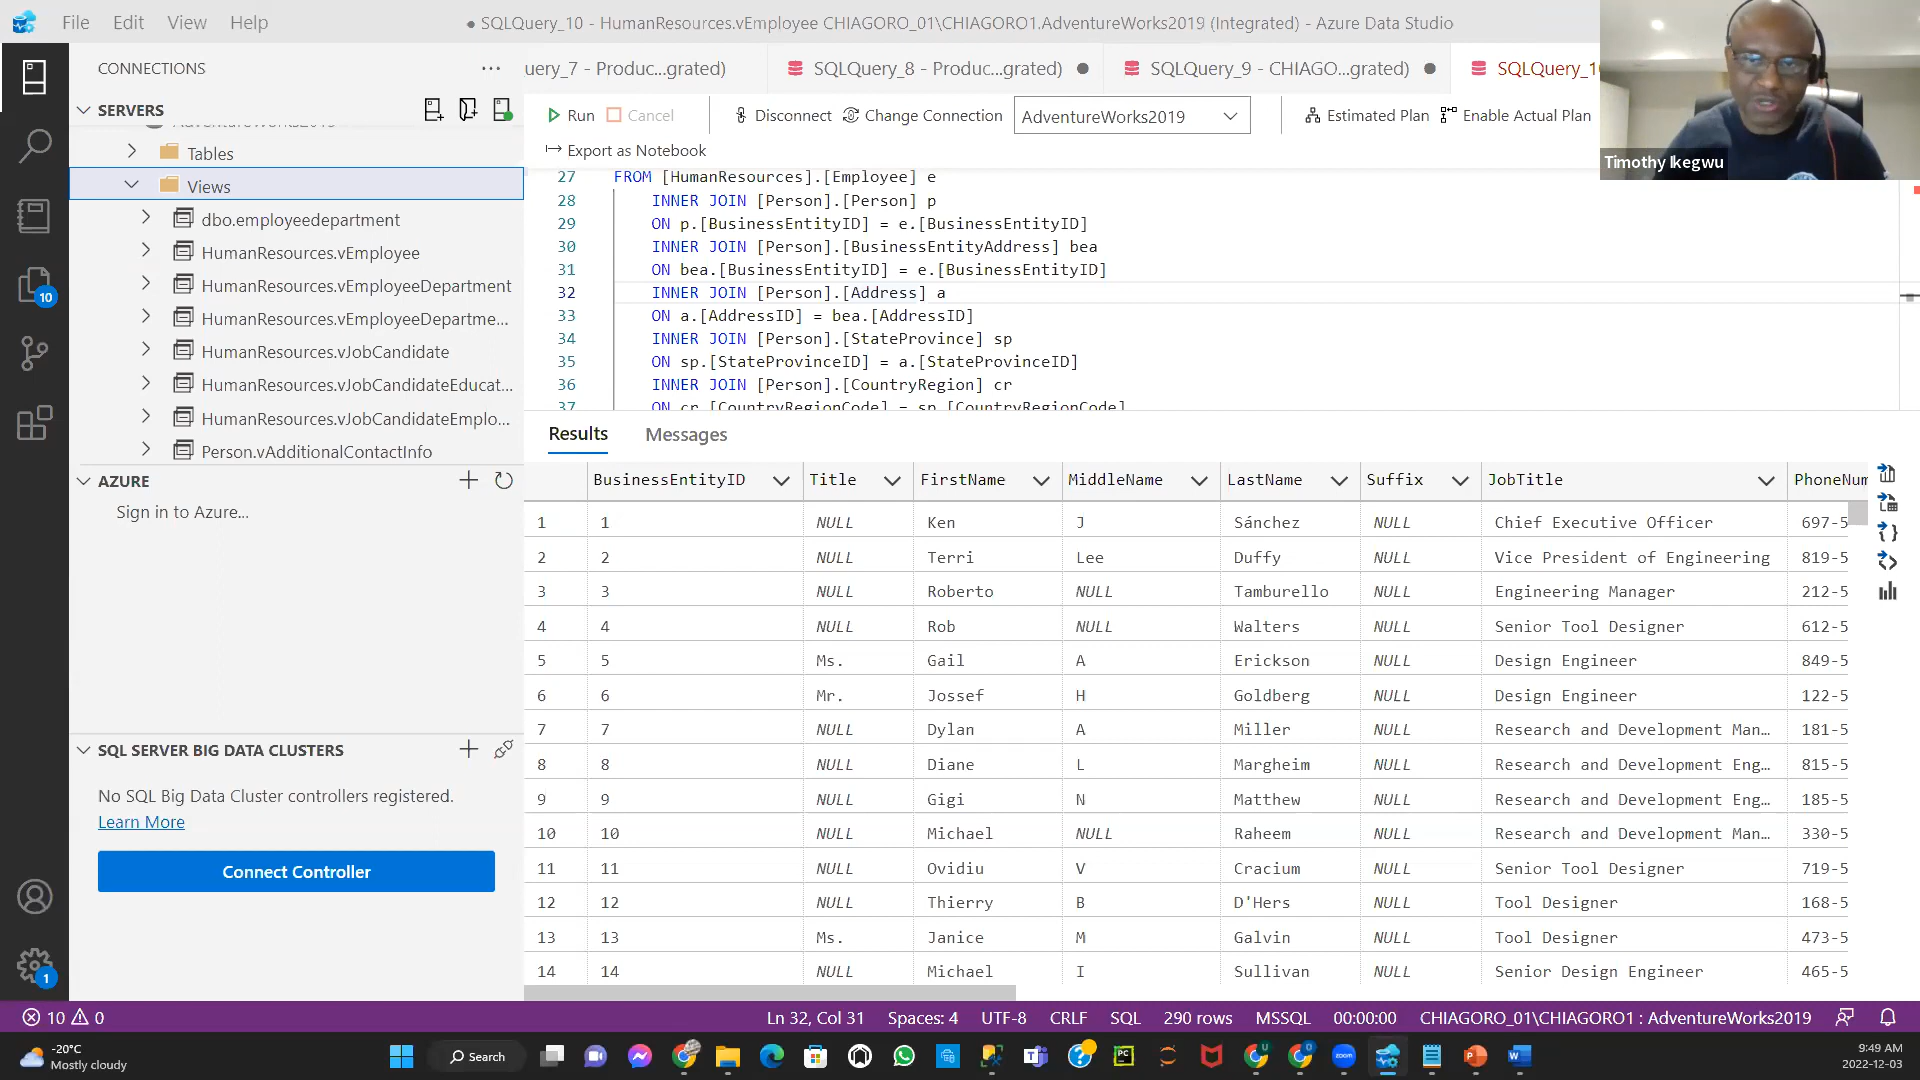 File Edit View Help
● SQLQuery_10 - HumanResources.vEmployee CHIAGORO_01\CHIAGORO1.AdventureWorks2019 (Integrated) - Azure Data Studio
CONNECTIONS
SERVERS
AdventureWorks2019
Tables
Views
dbo.employeedepartment
HumanResources.vEmployee
HumanResources.vEmployeeDepartment
HumanResources.vEmployeeDepartme...
HumanResources.vJobCandidate
HumanResources.vJobCandidateEducat...
HumanResources.vJobCandidateEmplo...
Person.vAdditionalContactInfo
AZURE
Sign in to Azure...
SQL SERVER BIG DATA CLUSTERS
No SQL Big Data Cluster controllers registered.
Learn More
Connect Controller
10
1
uery_7 - Produc...grated) SQLQuery_8 - Produc...grated) ● SQLQuery_9 - CHIAGO...grated) ● SQLQuery_10
Run Cancel Disconnect Change Connection AdventureWorks2019 Estimated Plan Enable Actual Plan
Export as Notebook
Timothy Ikegwu
27 FROM [HumanResources].[Employee] e
28 INNER JOIN [Person].[Person] p
29 ON p.[BusinessEntityID] = e.[BusinessEntityID]
30 INNER JOIN [Person].[BusinessEntityAddress] bea
31 ON bea.[BusinessEntityID] = e.[BusinessEntityID]
32 INNER JOIN [Person].[Address] a
33 ON a.[AddressID] = bea.[AddressID]
34 INNER JOIN [Person].[StateProvince] sp
35 ON sp.[StateProvinceID] = a.[StateProvinceID]
36 INNER JOIN [Person].[CountryRegion] cr
37 ON cr.[CountryRegionCode] = sp.[CountryRegionCode]
Results Messages
BusinessEntityID Title FirstName MiddleName LastName Suffix JobTitle PhoneNum
1 1 NULL Ken J Sánchez NULL Chief Executive Officer 697-5
2 2 NULL Terri Lee Duffy NULL Vice President of Engineering 819-5
3 3 NULL Roberto NULL Tamburello NULL Engineering Manager 212-5
4 4 NULL Rob NULL Walters NULL Senior Tool Designer 612-5
5 5 Ms. Gail A Erickson NULL Design Engineer 849-5
6 6 Mr. Jossef H Goldberg NULL Design Engineer 122-5
7 7 NULL Dylan A Miller NULL Research and Development Man... 181-5
8 8 NULL Diane L Margheim NULL Research and Development Eng... 815-5
9 9 NULL Gigi N Matthew NULL Research and Development Eng... 185-5
10 10 NULL Michael NULL Raheem NULL Research and Development Man... 330-5
11 11 NULL Ovidiu V Cracium NULL Senior Tool Designer 719-5
12 12 NULL Thierry B D'Hers NULL Tool Designer 168-5
13 13 Ms. Janice M Galvin NULL Tool Designer 473-5
14 14 NULL Michael I Sullivan NULL Senior Design Engineer 465-5
10 0 Ln 32, Col 31 Spaces: 4 UTF-8 CRLF SQL 290 rows MSSQL 00:00:00 CHIAGORO_01\CHIAGORO1 : AdventureWorks2019
-20°C
Mostly cloudy
Search
9:49 AM
2022-12-03